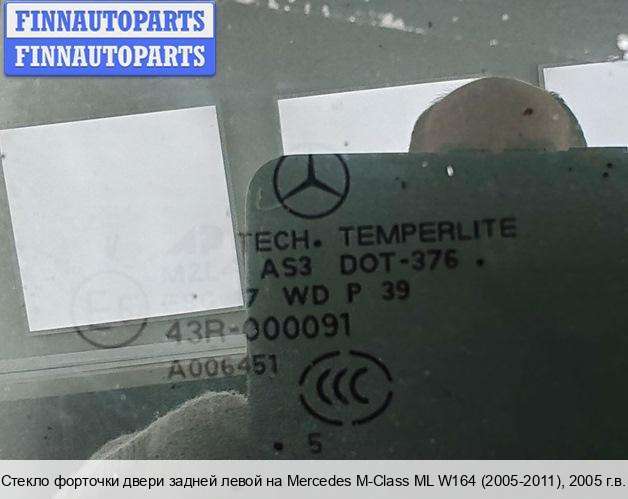 FINNAUTOPARTS
FINNAUTOPARTS
TECH. TEMPERLITE
AS3 DOT-376 .
WD P 39
43R-000091
A006451
CCC
. 5
Стекло форточки двери задней левой на Mercedes M-Class ML W164 (2005-2011), 2005 г.в.